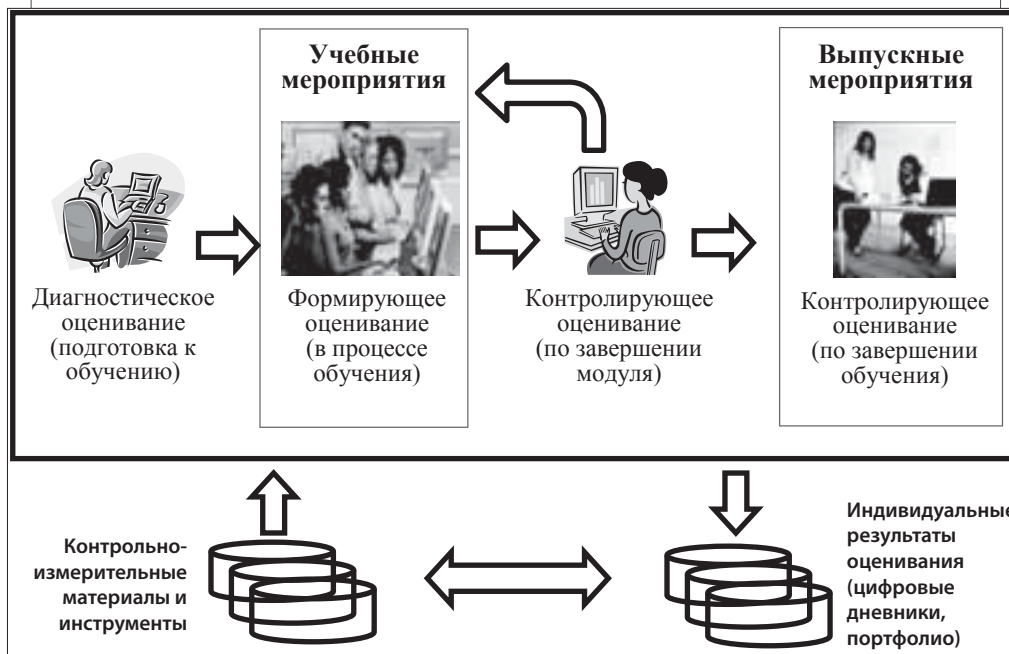 Учебные
мероприятия
Выпускные
мероприятия
Диагностическое
оценивание
(подготовка к
обучению)
Формирующее
оценивание
(в процессе
обучения)
Контролирующее
оценивание
(по завершении
модуля)
Контролирующее
оценивание
(по завершении
обучения)
Контрольно-
измерительные
материалы и
инструменты
Индивидуальные
результаты
оценивания
(цифровые
дневники,
портфолио)